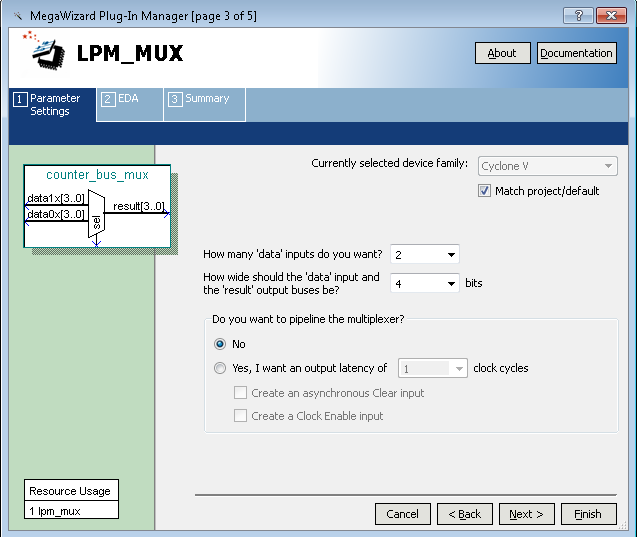 MegaWizard Plug-In Manager [page 3 of 5]
?
LPM_MUX
About
Documentation
1 Parameter Settings
2 EDA
3 Summary
counter_bus_mux
data1x[3..0]
data0x[3..0]
result[3..0]
sel
Currently selected device family:
Cyclone V
Match project/default
How many 'data' inputs do you want?
2
How wide should the 'data' input and
the 'result' output buses be?
4
bits
Do you want to pipeline the multiplexer?
No
Yes, I want an output latency of
1
clock cycles
Create an asynchronous Clear input
Create a Clock Enable input
Resource Usage
1 lpm_mux
Cancel
< Back
Next >
Finish